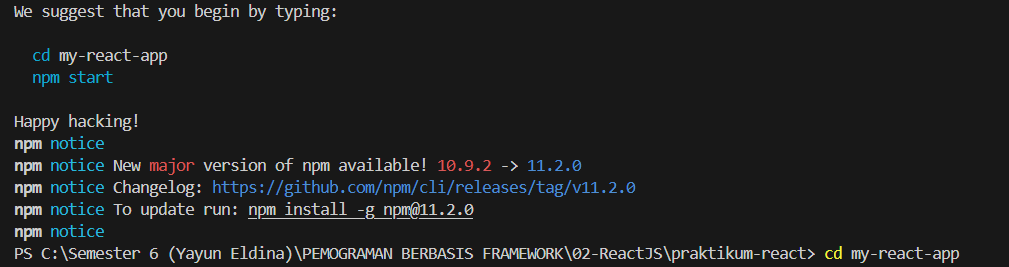 We suggest that you begin by typing:
cd my-react-app
npm start
Happy hacking!
npm notice
npm notice New major version of npm available! 10.9.2 -> 11.2.0
npm notice Changelog: https://github.com/npm/cli/releases/tag/v11.2.0
npm notice To update run: npm install -g npm@11.2.0
npm notice
PS C:\Semester 6 (Yayun Eldina)\PEMOGRAMAN BERBASIS FRAMEWORK\02-ReactJS\praktikum-react> cd my-react-app